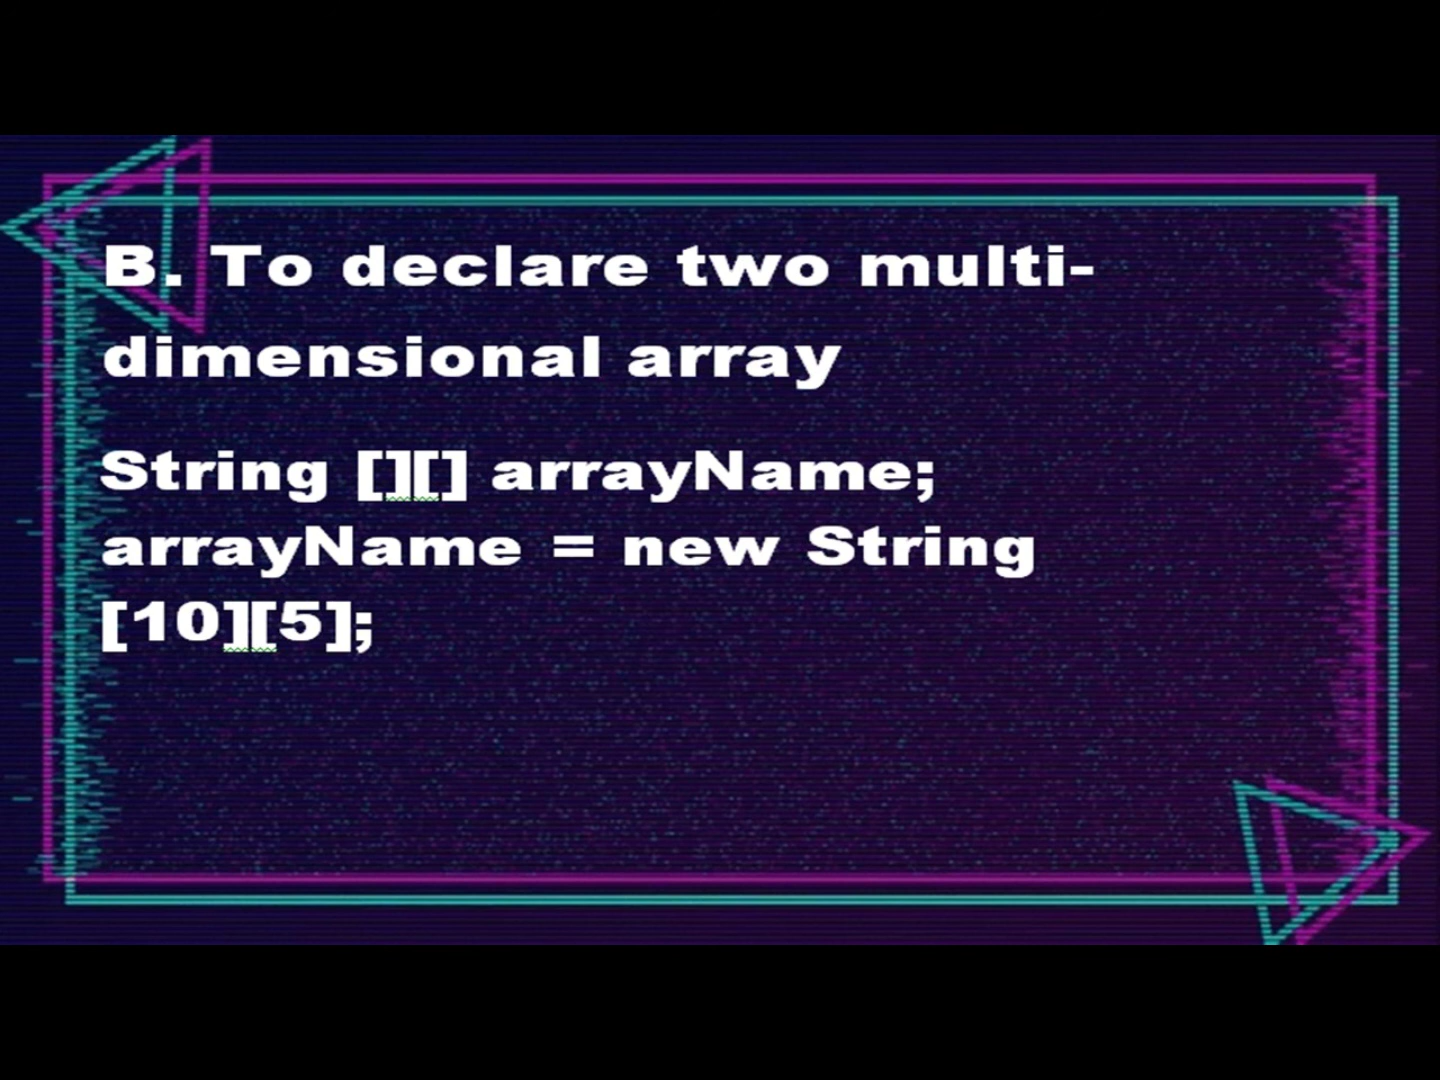 B. To declare two multi-
dimensional array
String [][] arrayName;
arrayName = new String
[10][5];